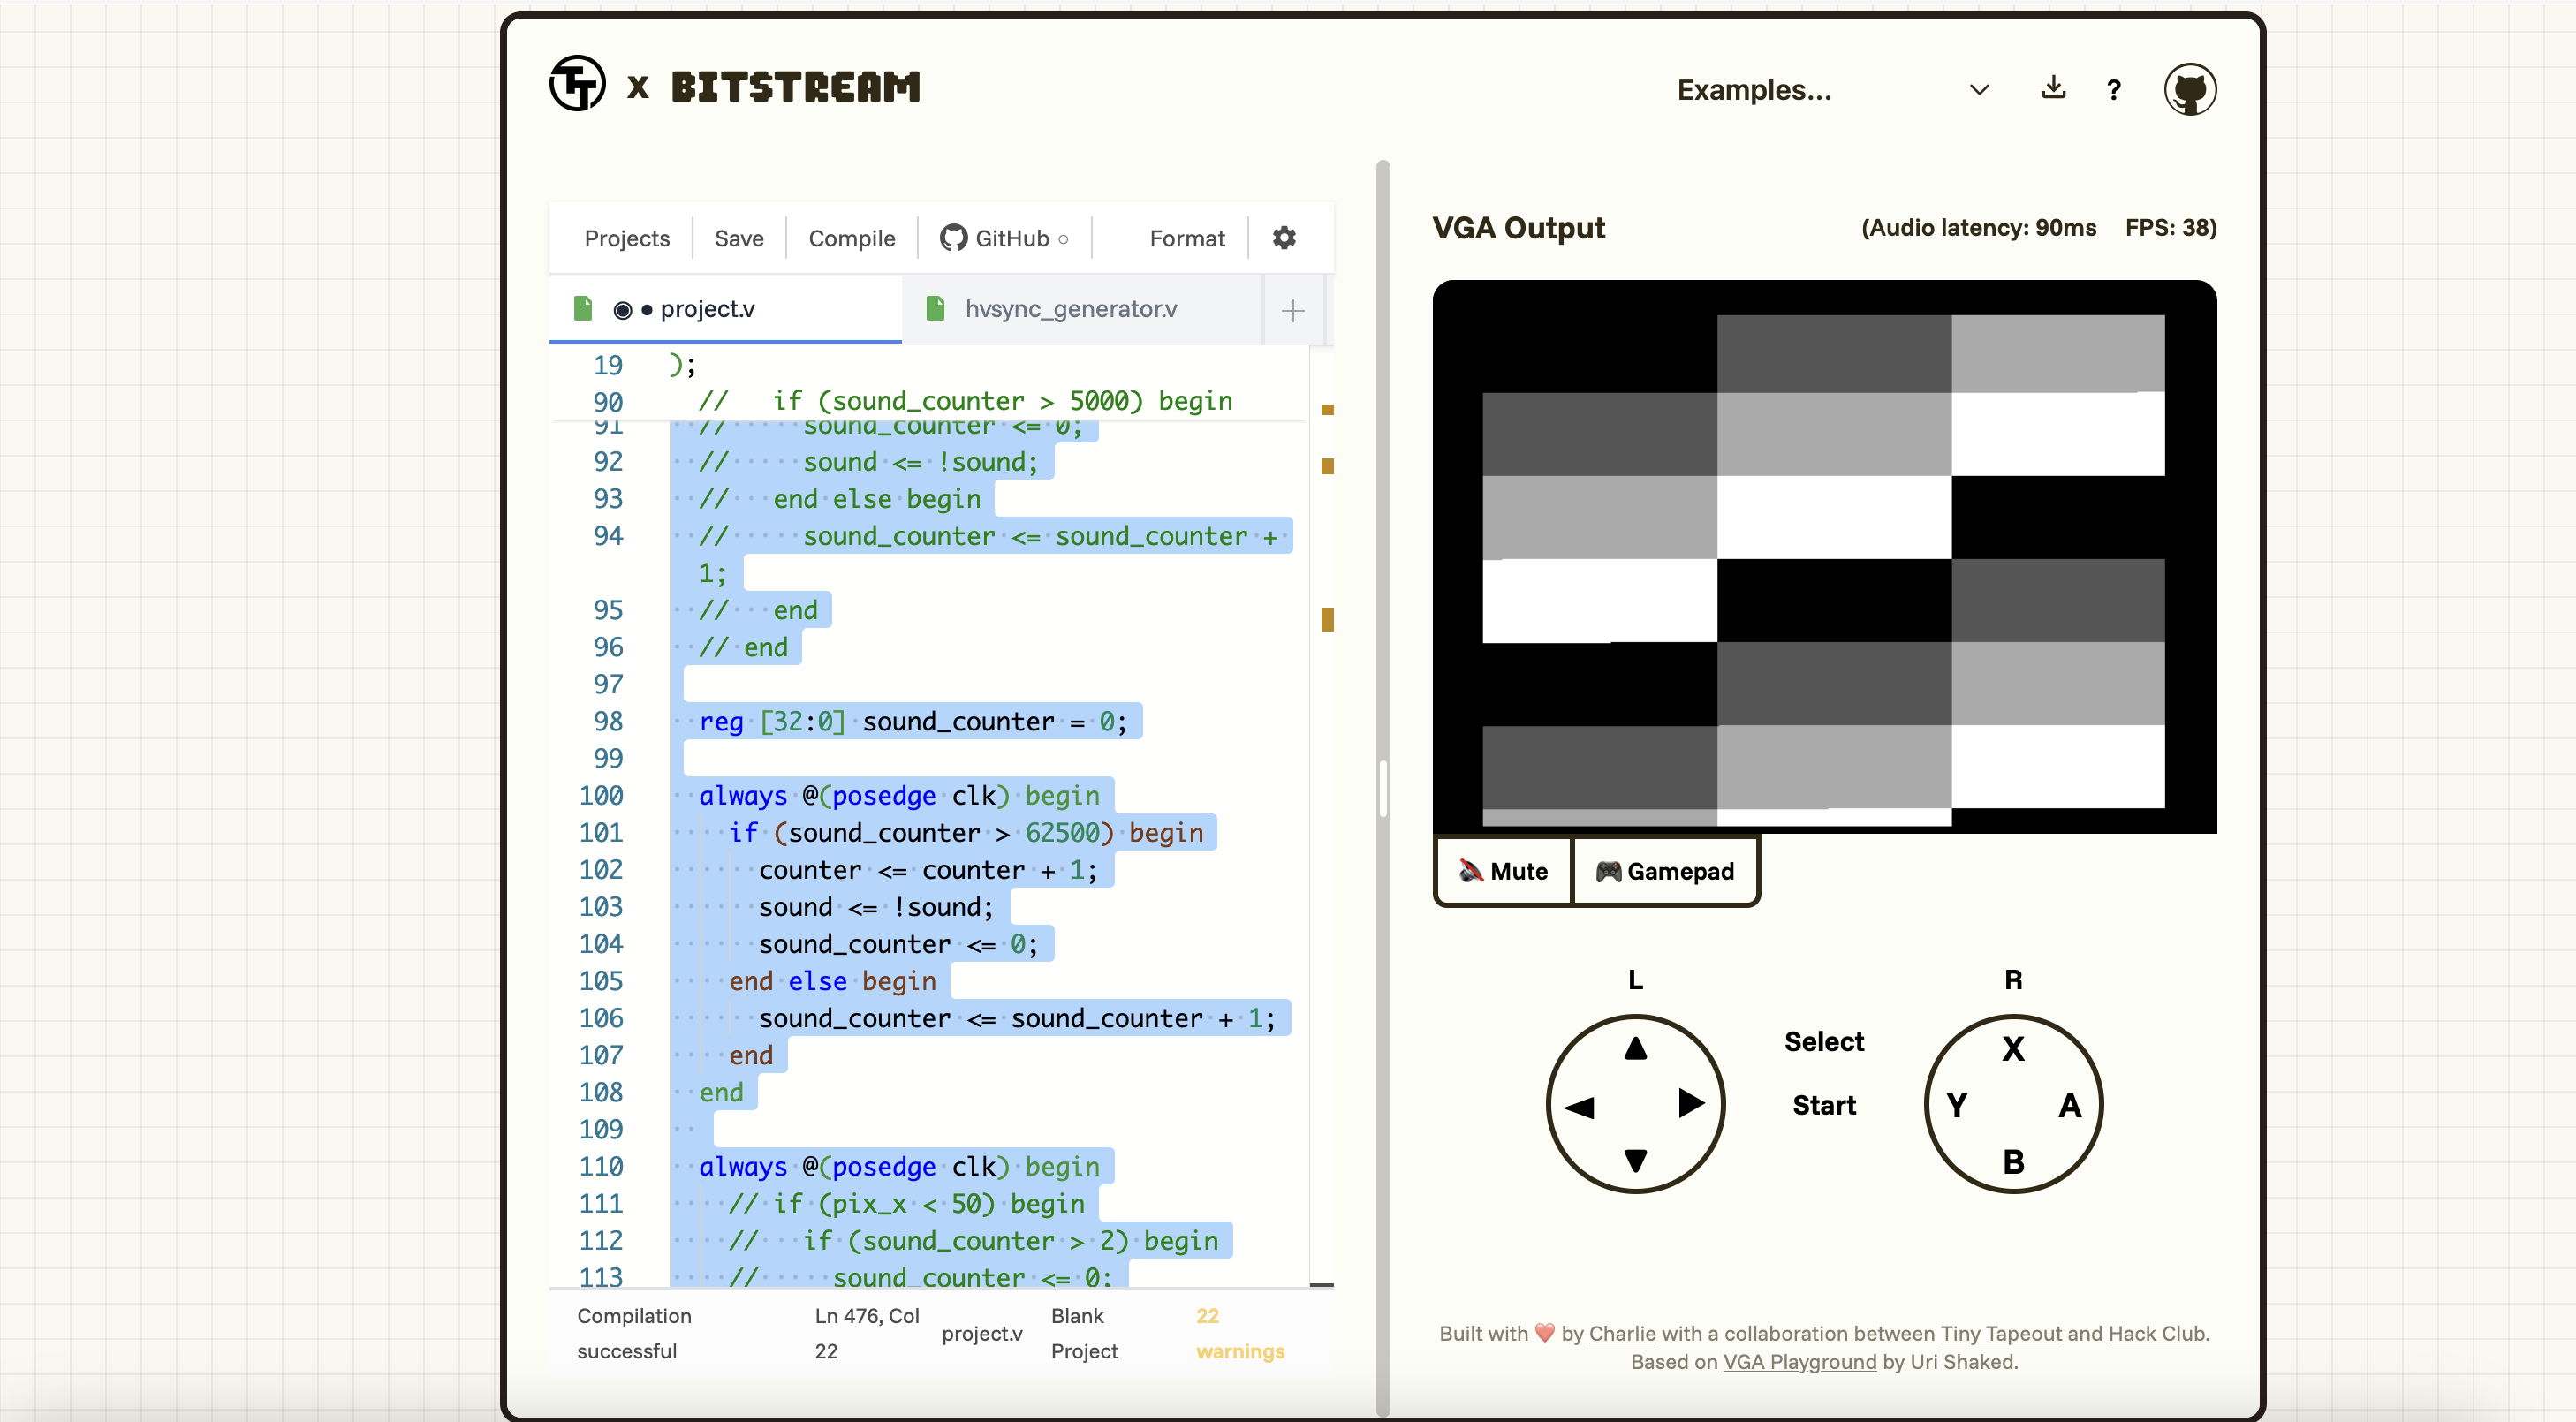 TT x BITSTREAM
Examples...
?
Projects
Save
Compile
GitHub
Format
project.v
hvsync_generator.v
+
19 );
90 // if (sound_counter > 5000) begin
91 // sound_counter <= 0;
92 // sound <= !sound;
93 // end else begin
94 // sound_counter <= sound_counter +
1;
95 // end
96 // end
97
98 reg [32:0] sound_counter = 0;
99
100 always @(posedge clk) begin
101 if (sound_counter > 62500) begin
102 counter <= counter + 1;
103 sound <= !sound;
104 sound_counter <= 0;
105 end else begin
106 sound_counter <= sound_counter + 1;
107 end
108 end
109
110 always @(posedge clk) begin
111 // if (pix_x < 50) begin
112 // if (sound_counter > 2) begin
113 // sound_counter <= 0;
Compilation
successful
Ln 476, Col
22
project.v
Blank
Project
22
warnings
VGA Output
(Audio latency: 90ms FPS: 38)
Mute
Gamepad
L
R
Select
Start
X
Y
A
B
Built with ❤️ by Charlie with a collaboration between Tiny Tapeout and Hack Club.
Based on VGA Playground by Uri Shaked.